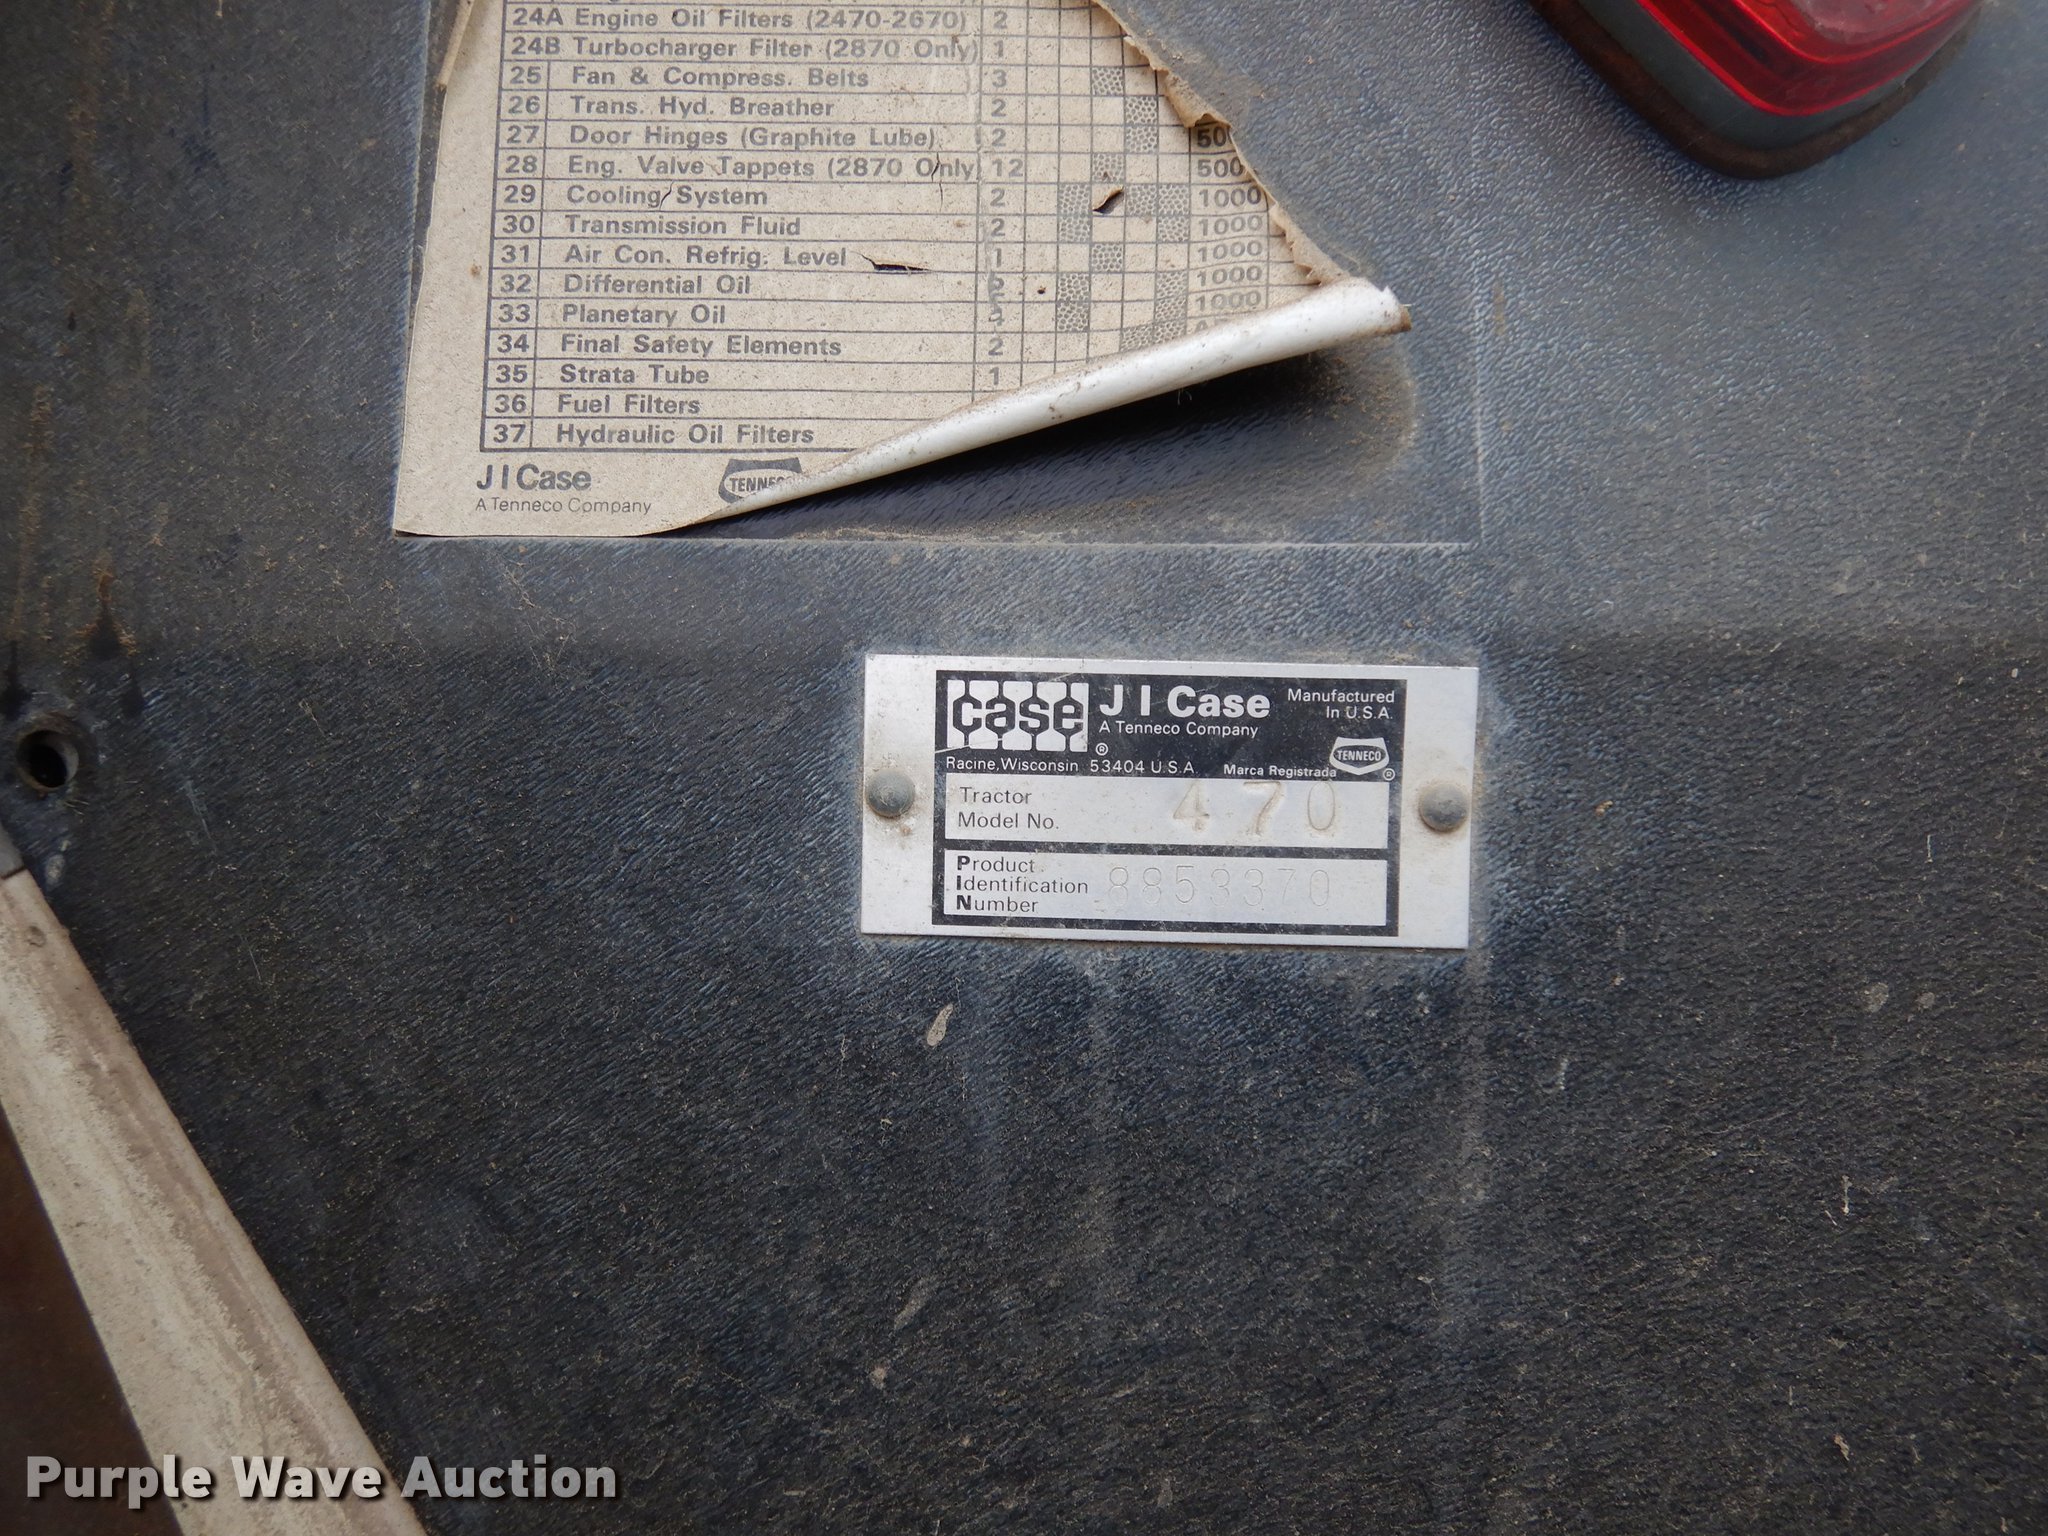 24A Engine Oil Filters (2470-2670) 2
24B Turbocharger Filter (2870 Only) 1
25 Fan & Compress. Belts 3
26 Trans. Hyd. Breather 2
27 Door Hinges (Graphite Lube) 2 50
28 Eng. Valve Tappets (2870 Only) 12 500
29 Cooling System 2 1000
30 Transmission Fluid 2 1000
31 Air Con. Refrig. Level 1 1000
32 Differential Oil 1000
33 Planetary Oil 1000
34 Final Safety Elements 2
35 Strata Tube 1
36 Fuel Filters
37 Hydraulic Oil Filters
J I Case
A Tenneco Company
TENNECO
case ® J I Case
A Tenneco Company
Manufactured
In U.S.A.
Racine, Wisconsin 53404 U.S.A.
Marca Registrada TENNECO ®
Tractor
Model No. 470
Product
Identification
Number 8853370
Purple Wave Auction